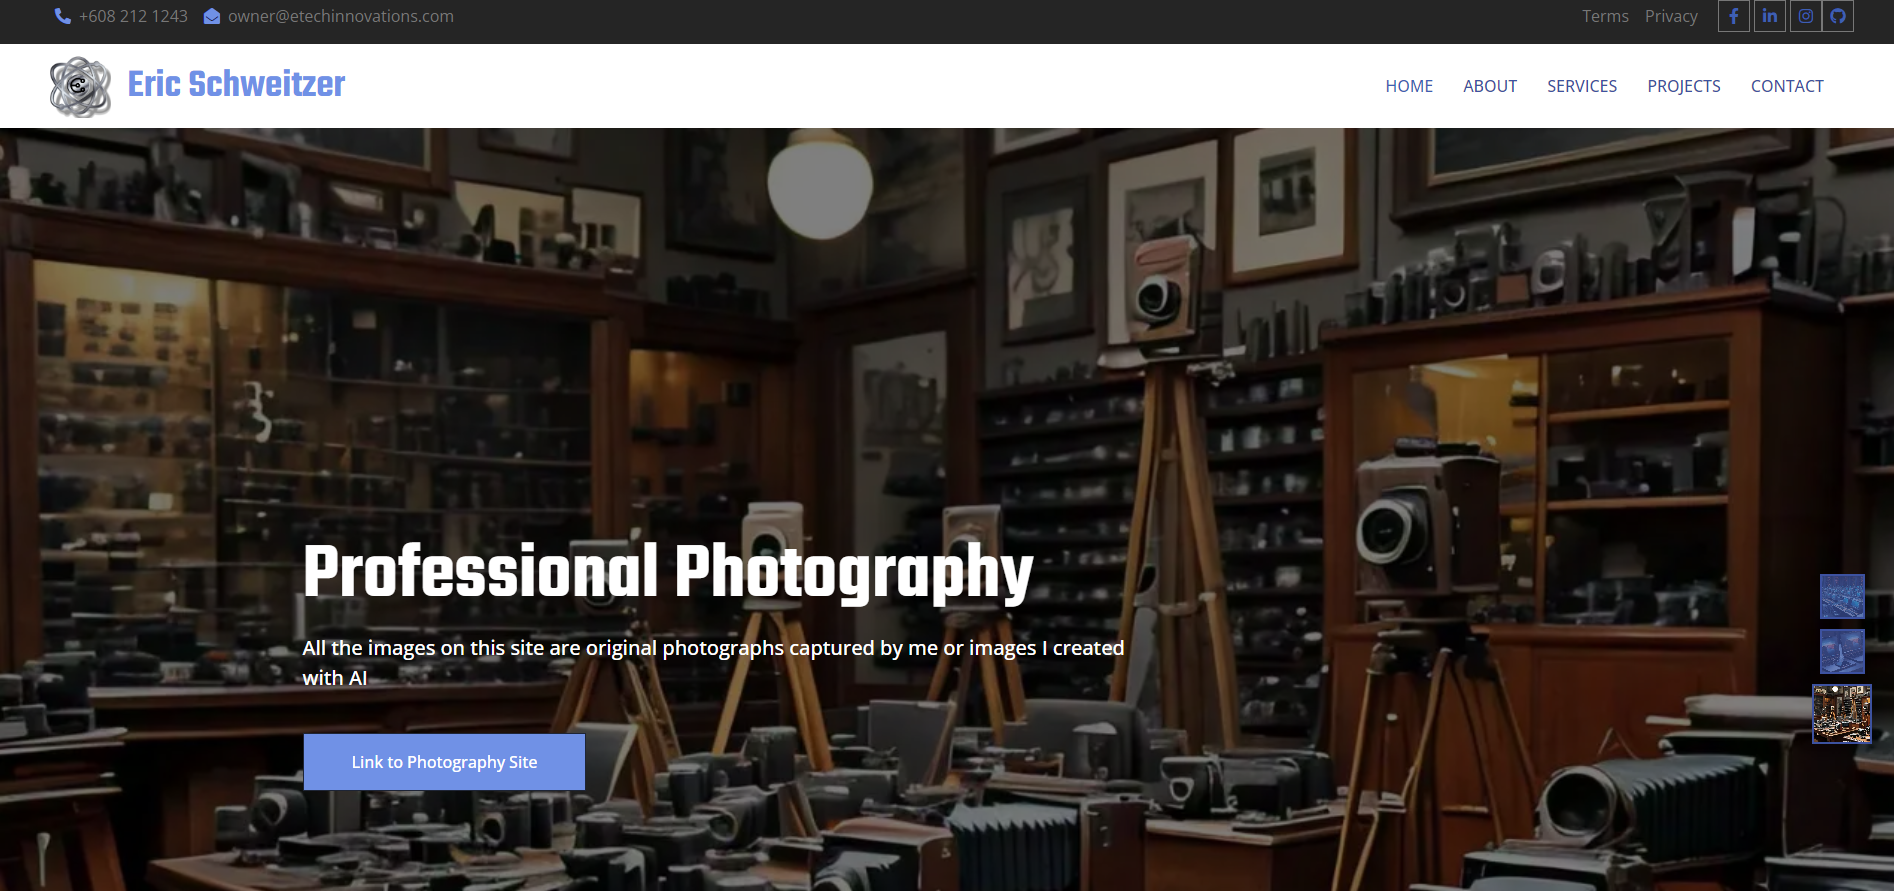 +608 212 1243 owner@etechinnovations.com Terms Privacy
Eric Schweitzer HOME ABOUT SERVICES PROJECTS CONTACT
Professional Photography
All the images on this site are original photographs captured by me or images I created
with AI
Link to Photography Site